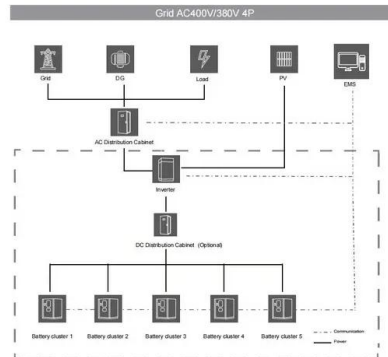 Grid AC400V/380V 4P
Grid DG Load PV EMS
AC Distribution Cabinet
Inverter
DC Distribution Cabinet (Optional)
Battery cluster 1 Battery cluster 2 Battery cluster 3 Battery cluster 4 Battery cluster 5
Communication
Power